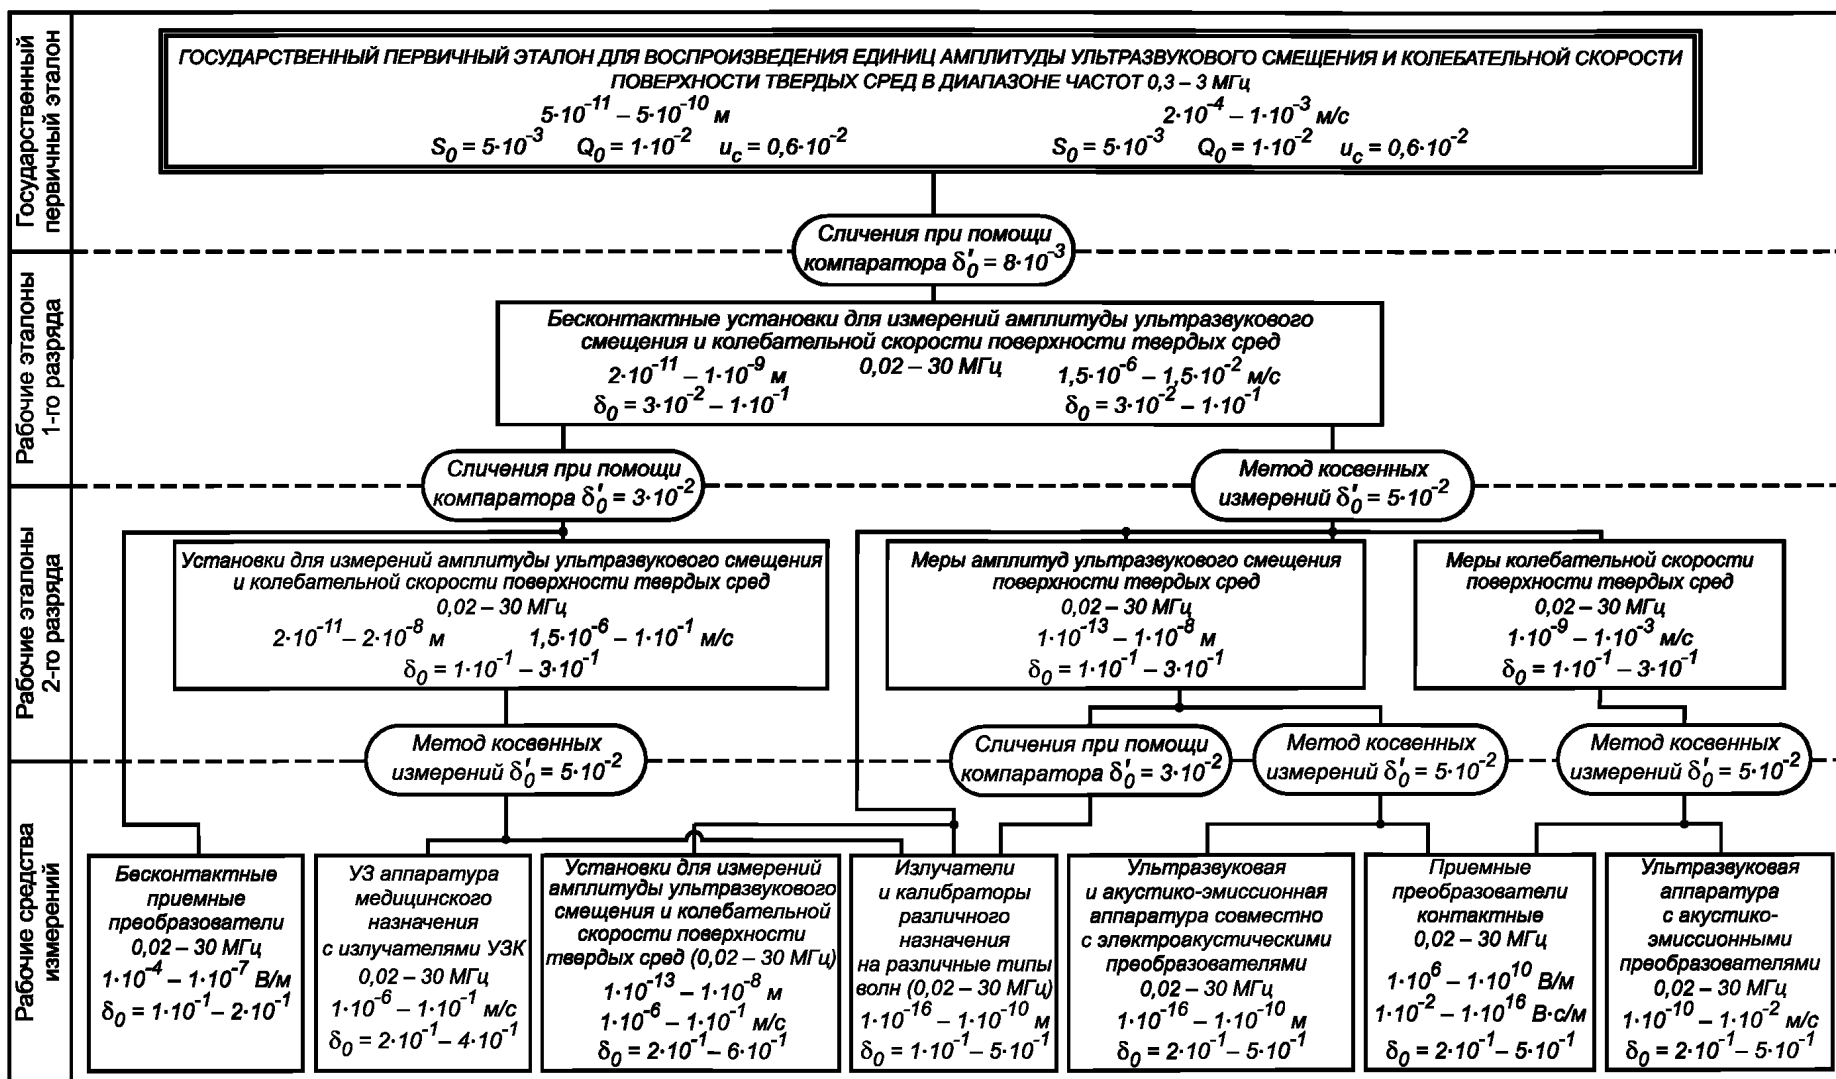 Государственный
первичный эталон
ГОСУДАРСТВЕННЫЙ ПЕРВИЧНЫЙ ЭТАЛОН ДЛЯ ВОСПРОИЗВЕДЕНИЯ ЕДИНИЦ АМПЛИТУДЫ УЛЬТРАЗВУКОВОГО СМЕЩЕНИЯ И КОЛЕБАТЕЛЬНОЙ СКОРОСТИ
ПОВЕРХНОСТИ ТВЕРДЫХ СРЕД В ДИАПАЗОНЕ ЧАСТОТ 0,3 – 3 МГц
5·10⁻¹¹ – 5·10⁻¹⁰ м 2·10⁻⁴ – 1·10⁻³ м/с
S₀ = 5·10⁻³ Q₀ = 1·10⁻² u_c = 0,6·10⁻² S₀ = 5·10⁻³ Q₀ = 1·10⁻² u_c = 0,6·10⁻²
Сличения при помощи
компаратора δ₀' = 8·10⁻³
Рабочие эталоны
1-го разряда
Бесконтактные установки для измерений амплитуды ультразвукового
смещения и колебательной скорости поверхности твердых сред
2·10⁻¹¹ – 1·10⁻⁹ м 0,02 – 30 МГц 1,5·10⁻⁶ – 1,5·10⁻² м/с
δ₀ = 3·10⁻² – 1·10⁻¹ δ₀ = 3·10⁻² – 1·10⁻¹
Сличения при помощи
компаратора δ₀' = 3·10⁻²
Метод косвенных
измерений δ₀' = 5·10⁻²
Рабочие эталоны
2-го разряда
Установки для измерений амплитуды ультразвукового смещения
и колебательной скорости поверхности твердых сред
0,02 – 30 МГц
2·10⁻¹¹ – 2·10⁻⁸ м 1,5·10⁻⁶ – 1·10⁻¹ м/с
δ₀ = 1·10⁻¹ – 3·10⁻¹
Меры амплитуд ультразвукового смещения
поверхности твердых сред
0,02 – 30 МГц
1·10⁻¹³ – 1·10⁻⁸ м
δ₀ = 1·10⁻¹ – 3·10⁻¹
Меры колебательной скорости
поверхности твердых сред
0,02 – 30 МГц
1·10⁻⁹ – 1·10⁻³ м/с
δ₀ = 1·10⁻¹ – 3·10⁻¹
Метод косвенных
измерений δ₀' = 5·10⁻²
Сличения при помощи
компаратора δ₀' = 3·10⁻²
Метод косвенных
измерений δ₀' = 5·10⁻²
Метод косвенных
измерений δ₀' = 5·10⁻²
Рабочие средства
измерений
Бесконтактные
приемные
преобразователи
0,02 – 30 МГц
1·10⁻⁴ – 1·10⁻⁷ В/м
δ₀ = 1·10⁻¹ – 2·10⁻¹
УЗ аппаратура
медицинского
назначения
с излучателями УЗК
0,02 – 30 МГц
1·10⁻⁶ – 1·10⁻¹ м/с
δ₀ = 2·10⁻¹ – 4·10⁻¹
Установки для измерений
амплитуды ультразвукового
смещения и колебательной
скорости поверхности
твердых сред (0,02 – 30 МГц)
1·10⁻¹³ – 1·10⁻⁸ м
1·10⁻⁶ – 1·10⁻¹ м/с
δ₀ = 2·10⁻¹ – 6·10⁻¹
Излучатели
и калибраторы
различного
назначения
на различные типы
волн (0,02 – 30 МГц)
1·10⁻¹⁶ – 1·10⁻¹⁰ м
δ₀ = 1·10⁻¹ – 5·10⁻¹
Ультразвуковая
и акустико-эмиссионная
аппаратура совместно
с электроакустическими
преобразователями
0,02 – 30 МГц
1·10⁻¹⁶ – 1·10⁻¹⁰ м
δ₀ = 2·10⁻¹ – 5·10⁻¹
Приемные
преобразователи
контактные
0,02 – 30 МГц
1·10⁶ – 1·10¹⁰ В/м
1·10⁻² – 1·10¹⁶ В·с/м
δ₀ = 2·10⁻¹ – 5·10⁻¹
Ультразвуковая
аппаратура
с акустико-
эмиссионными
преобразователями
0,02 – 30 МГц
1·10⁻¹⁰ – 1·10⁻² м/с
δ₀ = 2·10⁻¹ – 5·10⁻¹